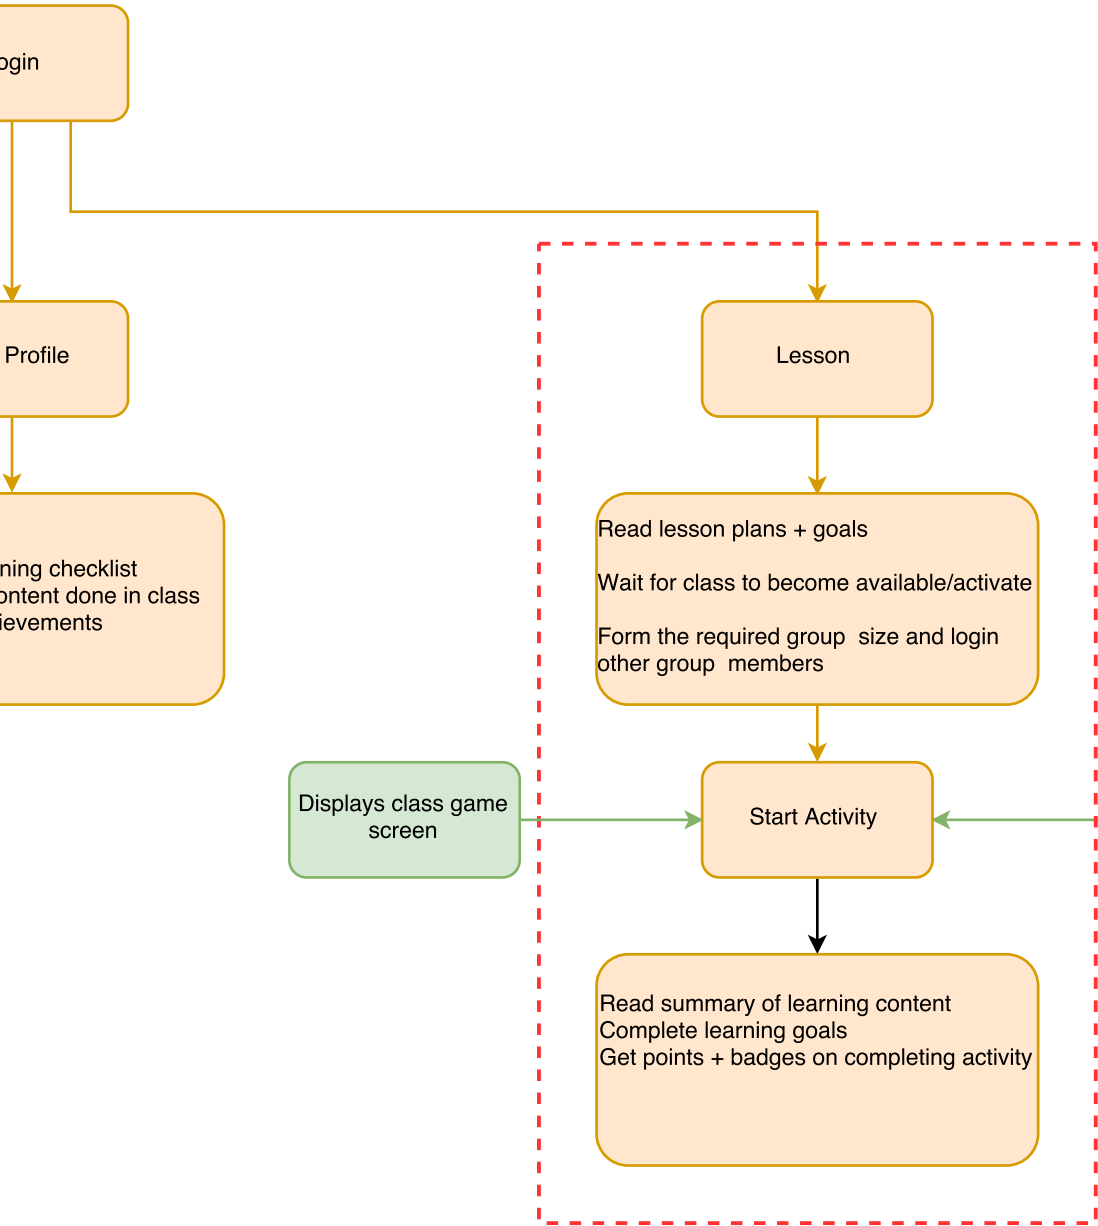 ogin
Profile
Lesson
ning checklist
ontent done in class
ievements
Read lesson plans + goals
Wait for class to become available/activate
Form the required group  size and login
other group  members
Displays class game
screen
Start Activity
Read summary of learning content
Complete learning goals
Get points + badges on completing activity